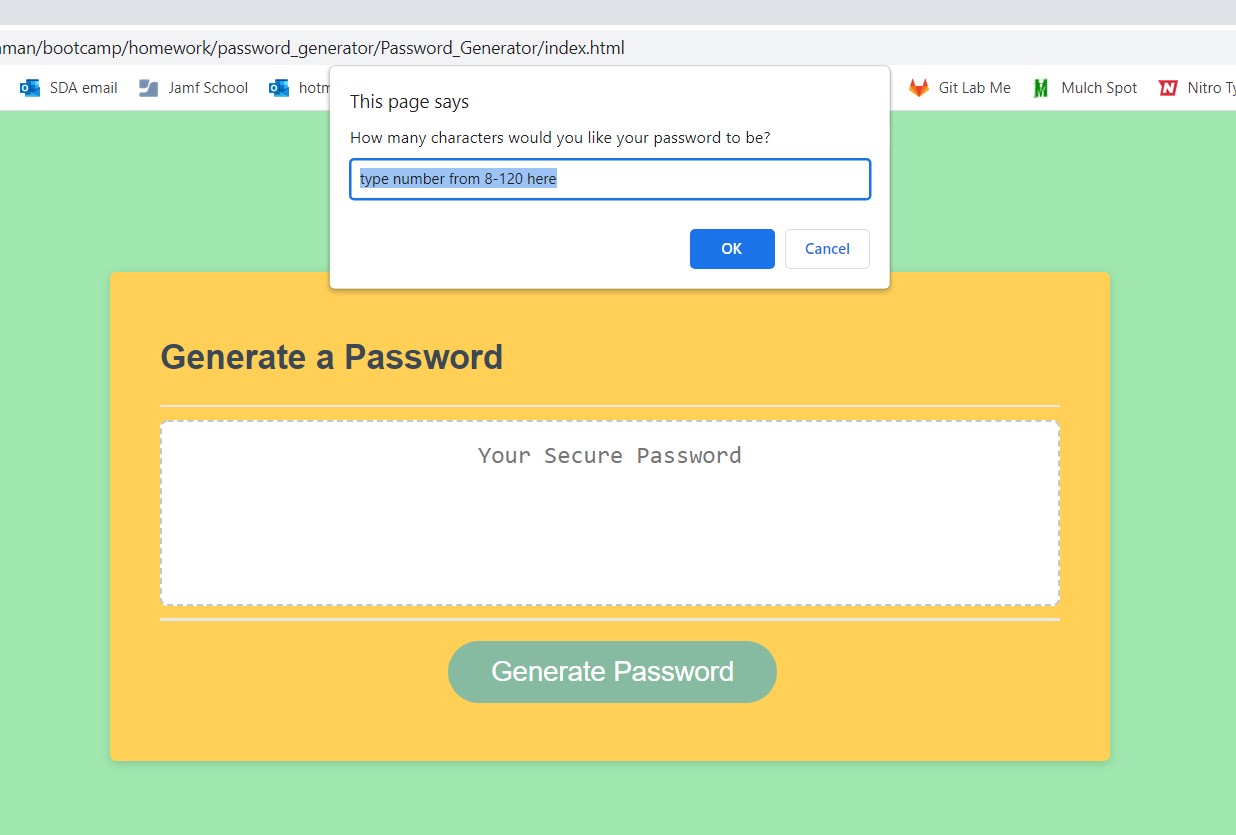 aman/bootcamp/homework/password_generator/Password_Generator/index.html
SDA email Jamf School hotm Git Lab Me Mulch Spot Nitro Ty
This page says
How many characters would you like your password to be?
type number from 8-120 here
OK Cancel
Generate a Password
Your Secure Password
Generate Password